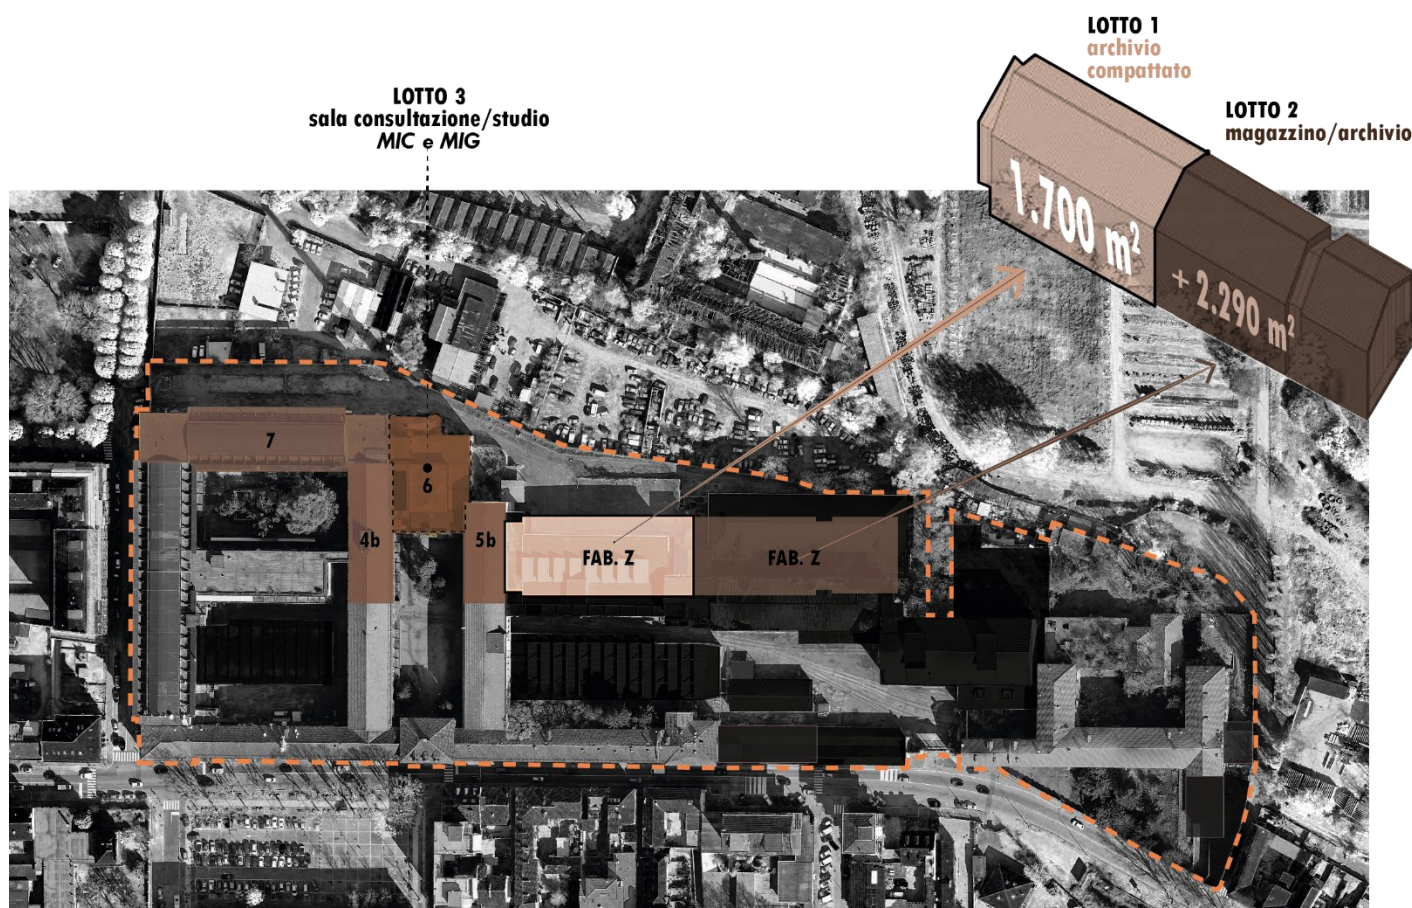 LOTTO 1
archivio
compattato
LOTTO 3
sala consultazione/studio
MIC e MIG
LOTTO 2
magazzino/archivio
1.700 m²
+ 2.290 m²
7
6
4b
5b
FAB. Z
FAB. Z